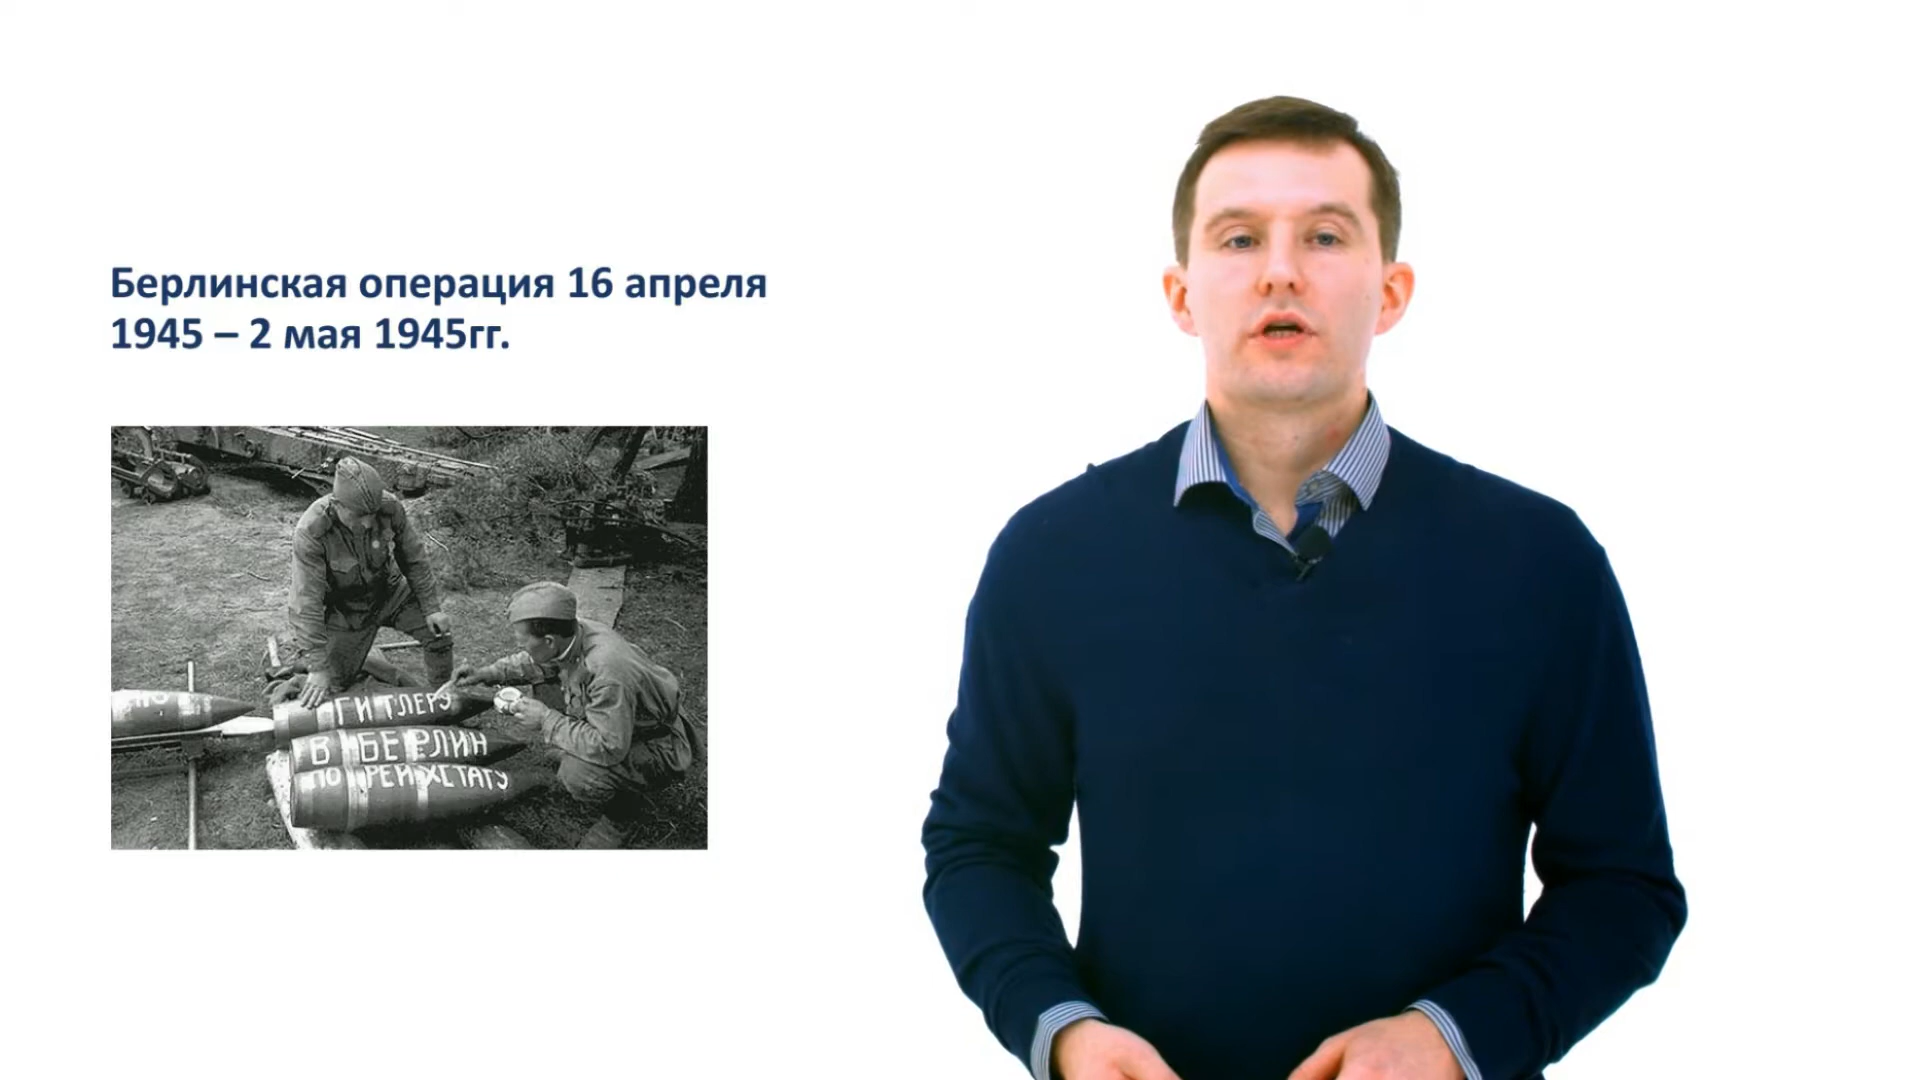 Берлинская операция 16 апреля
1945 – 2 мая 1945гг.
ГИТЛЕРУ
В БЕРЛИН
ПО РЕЙХСТАГУ